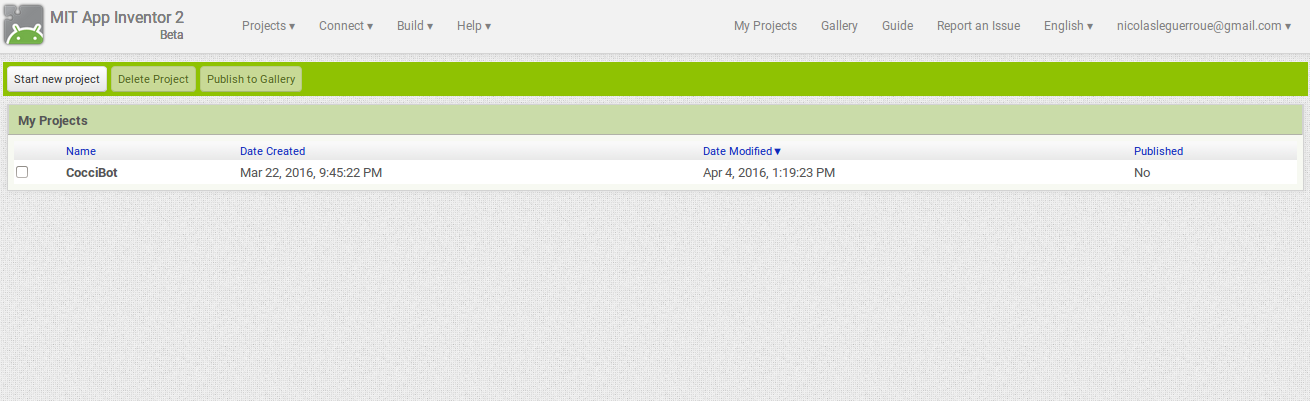 MIT App Inventor 2
Beta
Projects ▾ Connect ▾ Build ▾ Help ▾ My Projects Gallery Guide Report an Issue English ▾ nicolasleguerroue@gmail.com ▾
Start new project Delete Project Publish to Gallery
My Projects
Name Date Created Date Modified▼ Published
CocciBot Mar 22, 2016, 9:45:22 PM Apr 4, 2016, 1:19:23 PM No